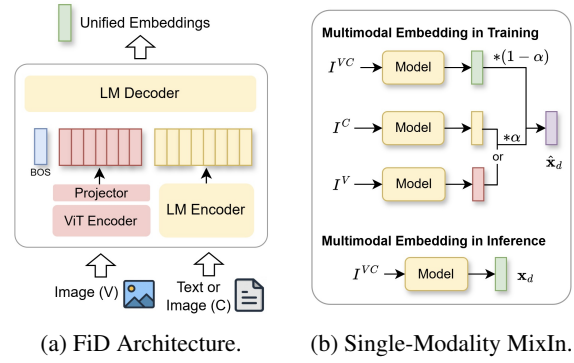 Unified Embeddings
LM Decoder
BOS
Projector
ViT Encoder
LM Encoder
Image (V)
Text or
Image (C)
(a) FiD Architecture.
Multimodal Embedding in Training
I^{VC} Model *(1 − α)
I^{C} Model *α
or
x̂_d
I^{V} Model
Multimodal Embedding in Inference
I^{VC} Model x_d
(b) Single-Modality MixIn.